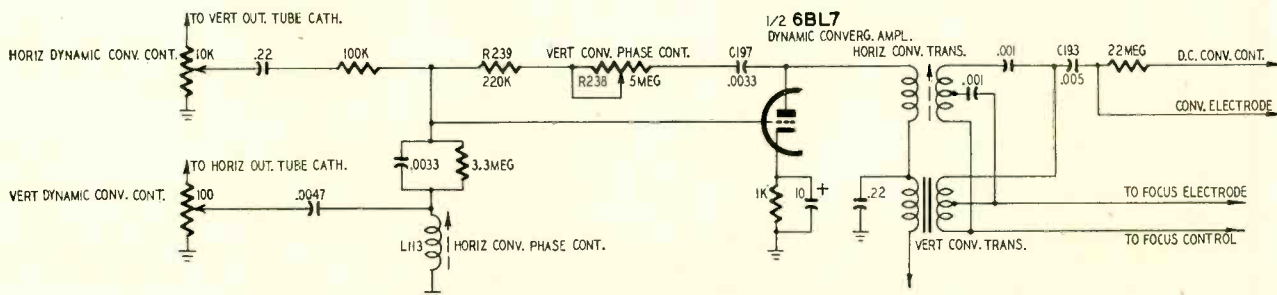 TO VERT OUT. TUBE CATH.
HORIZ DYNAMIC CONV. CONT.
10K
.22
100K
R239
220K
VERT CONV. PHASE CONT.
R238
5MEG
C197
.0033
1/2 6BL7
DYNAMIC CONVERG. AMPL.
HORIZ CONV. TRANS.
.001
.001
C193
.005
22MEG
D.C. CONV. CONT.
CONV. ELECTRODE
.0033
3.3MEG
TO HORIZ OUT. TUBE CATH.
VERT DYNAMIC CONV. CONT.
100
.0047
L113
HORIZ CONV. PHASE CONT.
1K
10
+
.22
VERT CONV. TRANS.
TO FOCUS ELECTRODE
TO FOCUS CONTROL